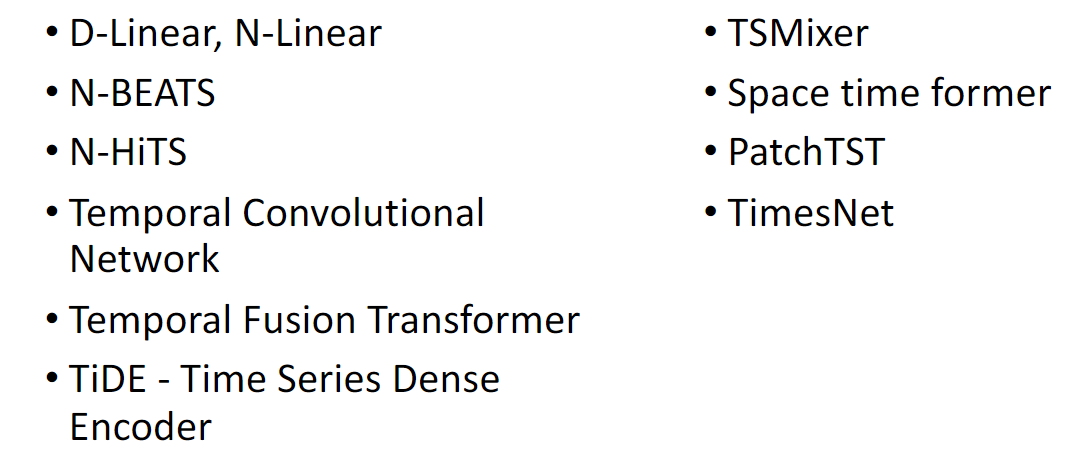 • D-Linear, N-Linear
• N-BEATS
• N-HiTS
• Temporal Convolutional
Network
• Temporal Fusion Transformer
• TiDE - Time Series Dense
Encoder
• TSMixer
• Space time former
• PatchTST
• TimesNet